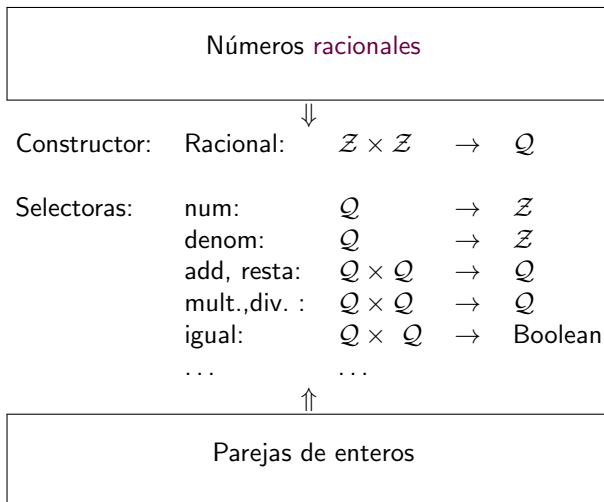 Números racionales
⇓
Constructor: Racional: 𝒵 × 𝒵 → 𝒬
Selectoras: num: 𝒬 → 𝒵
denom: 𝒬 → 𝒵
add, resta: 𝒬 × 𝒬 → 𝒬
mult.,div. : 𝒬 × 𝒬 → 𝒬
igual: 𝒬 × 𝒬 → Boolean
... ...
⇑
Parejas de enteros